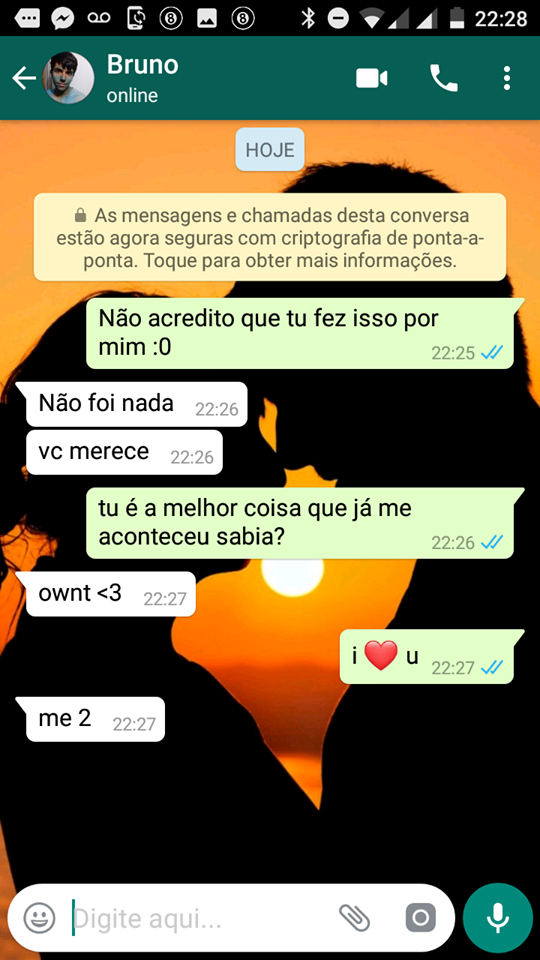 22:28
Bruno
online
HOJE
As mensagens e chamadas desta conversa
estão agora seguras com criptografia de ponta-a-
ponta. Toque para obter mais informações.
Não acredito que tu fez isso por
mim :0 22:25
Não foi nada 22:26
vc merece 22:26
tu é a melhor coisa que já me
aconteceu sabia? 22:26
ownt <3 22:27
i ❤️ u 22:27
me 2 22:27
Digite aqui...